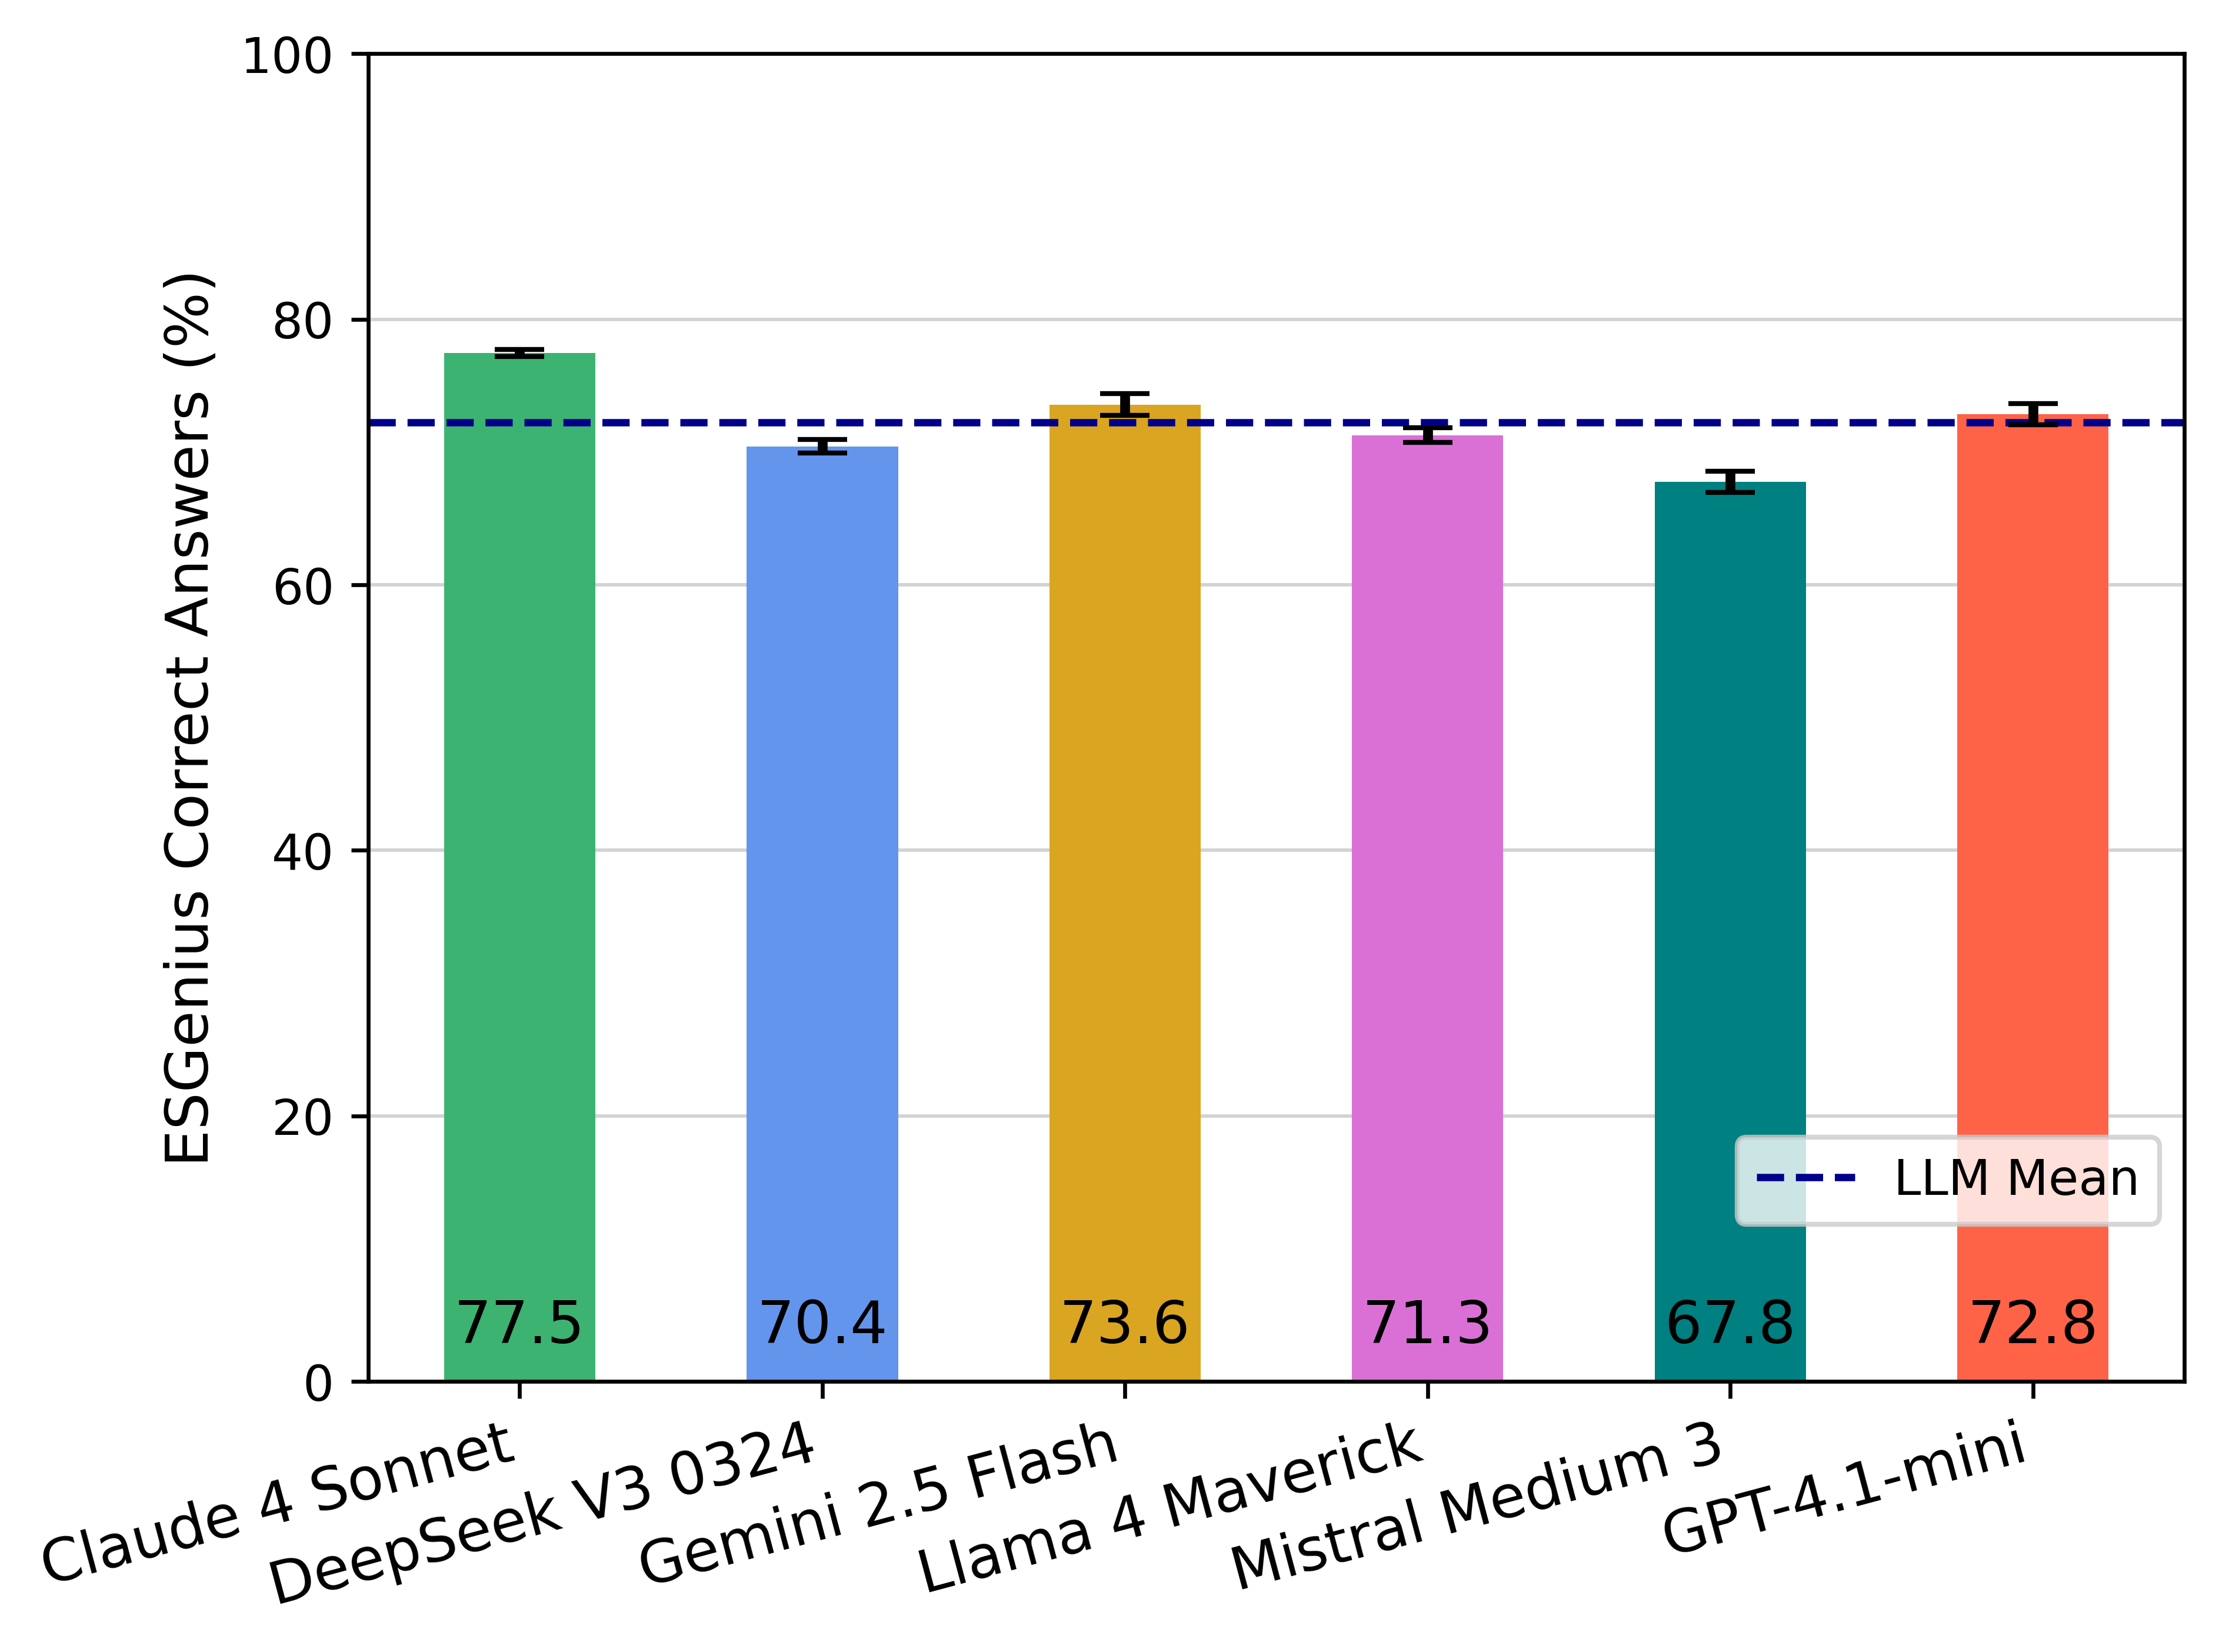 ESGenius Correct Answers (%)
100
80
60
40
20
0
LLM Mean
77.5
70.4
73.6
71.3
67.8
72.8
Claude 4 Sonnet
DeepSeek V3 0324
Gemini 2.5 Flash
Llama 4 Maverick
Mistral Medium 3
GPT-4.1-mini